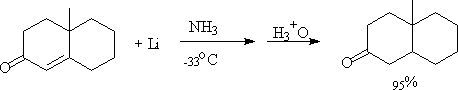 O + Li NH3 -33°C H3+O O
95%